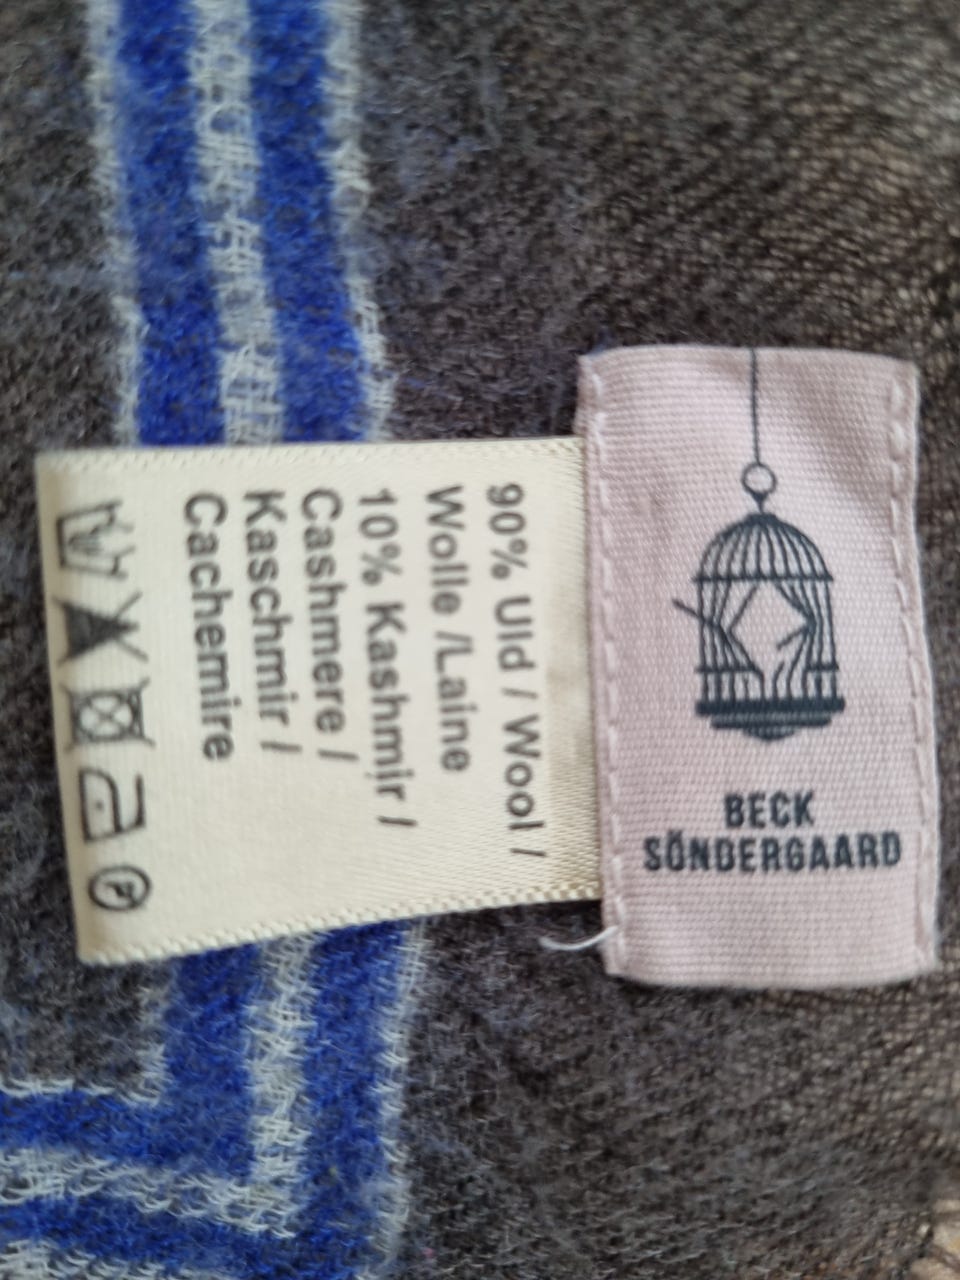 90% Uld / Wool /
Wolle /Laine
10% Kashmir /
Cashmere /
Kaschmir /
Cachemire
P
BECK
SÖNDERGAARD